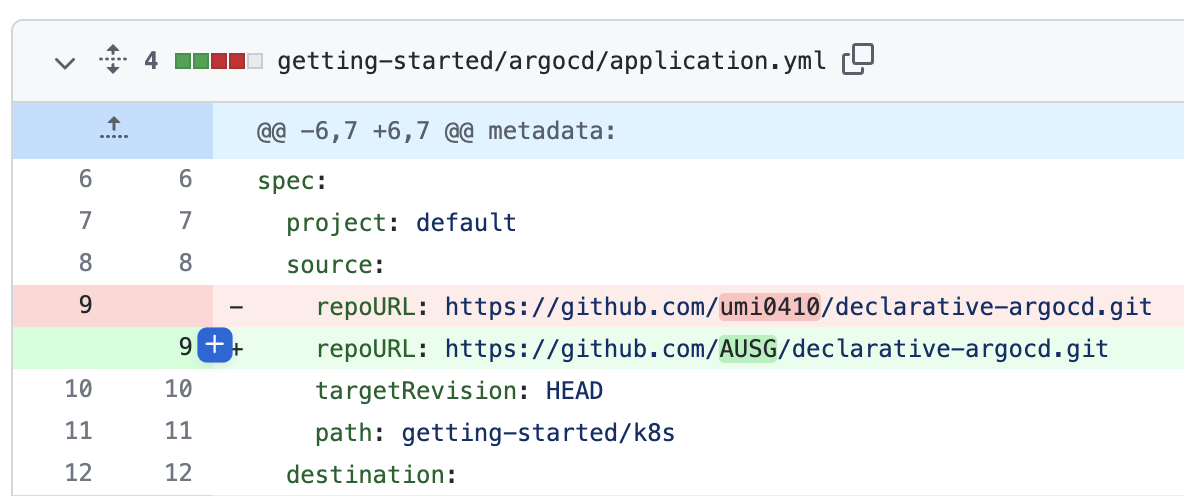 4 getting-started/argocd/application.yml
@@ -6,7 +6,7 @@ metadata:
6 6 spec:
7 7 project: default
8 8 source:
9 - repoURL: https://github.com/umi0410/declarative-argocd.git
9 + repoURL: https://github.com/AUSG/declarative-argocd.git
10 10 targetRevision: HEAD
11 11 path: getting-started/k8s
12 12 destination: